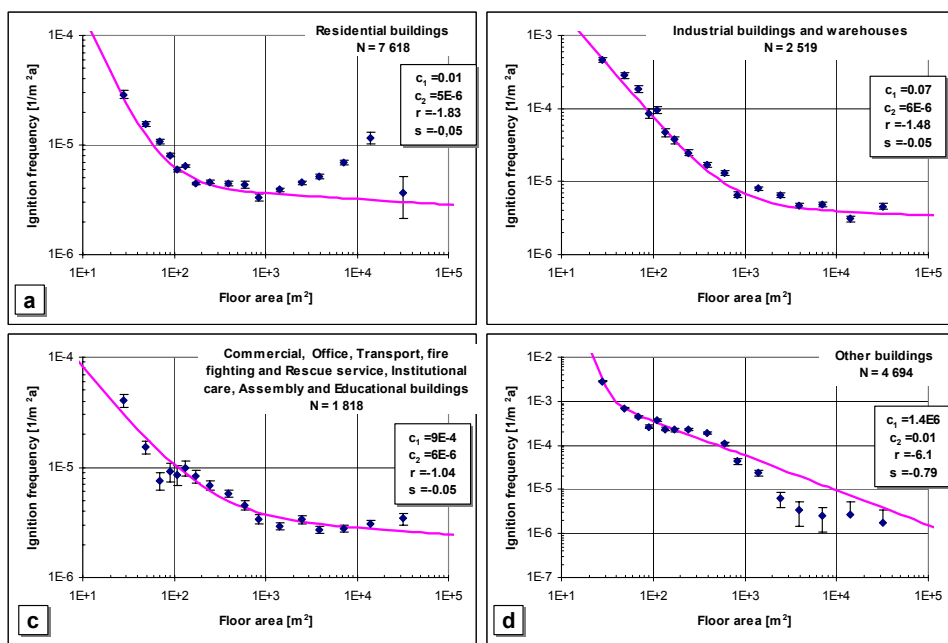 Residential buildings
N = 7 618
Ignition frequency [1/m ²a]
1E-4
1E-5
1E-6
c₁ =0.01
c₂ =5E-6
r =-1.83
s =-0,05
1E+1 1E+2 1E+3 1E+4 1E+5
Floor area [m²]
a
Industrial buildings and warehouses
N = 2 519
Ignition frequency [1/m ²a]
1E-3
1E-4
1E-5
1E-6
c₁ =0.07
c₂ =6E-6
r =-1.48
s =-0.05
1E+1 1E+2 1E+3 1E+4 1E+5
Floor area [m²]
Commercial, Office, Transport, fire
fighting and Rescue service, Institutional
care, Assembly and Educational buildings
N = 1 818
Ignition frequency [1/m ²a]
1E-4
1E-5
1E-6
c₁ =9E-4
c₂ =6E-6
r =-1.04
s =-0.05
1E+1 1E+2 1E+3 1E+4 1E+5
Floor area [m²]
c
Other buildings
N = 4 694
Ignition frequency [1/m ²a]
1E-2
1E-3
1E-4
1E-5
1E-6
1E-7
c₁ =1.4E6
c₂ =0.01
r =-6.1
s =-0.79
1E+1 1E+2 1E+3 1E+4 1E+5
Floor area [m²]
d